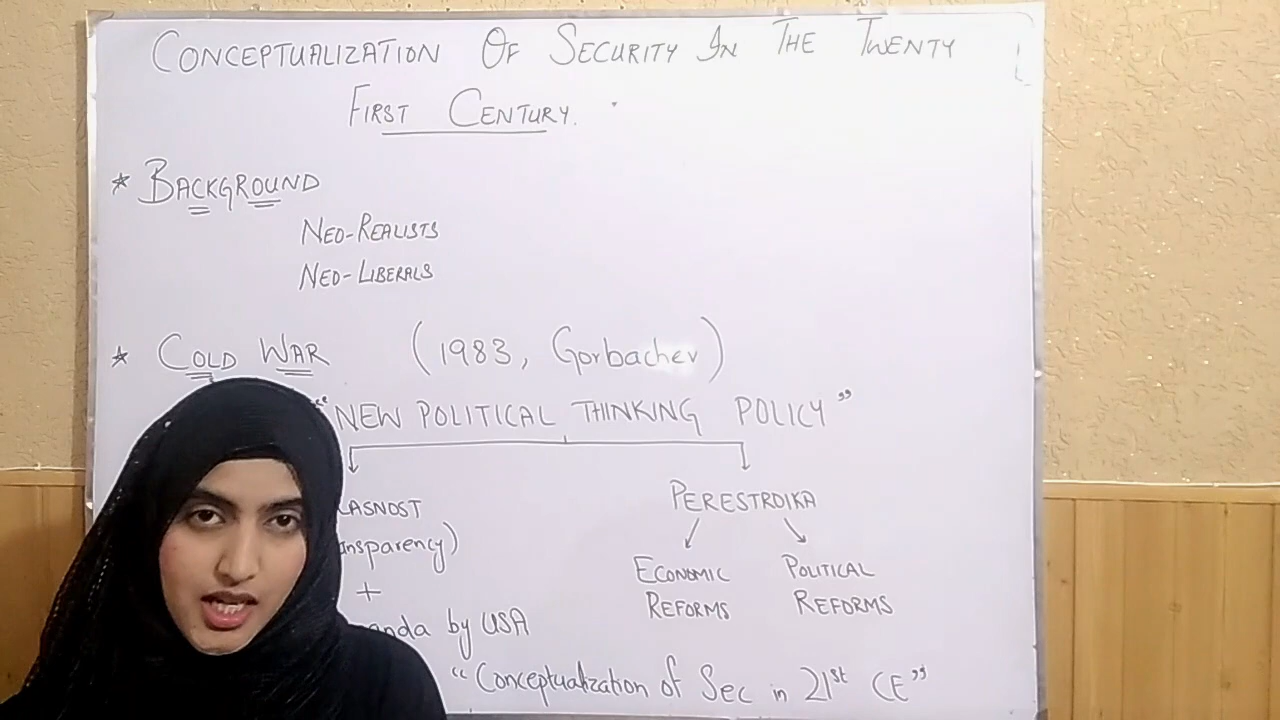 CONCEPTUALIZATION OF SECURITY IN THE TWENTY
FIRST CENTURY.
* BACKGROUND
NEO-REALISTS
NEO-LIBERALS
* COLD WAR (1983, Gorbachev)
"NEW POLITICAL THINKING POLICY"
LASNOST PERESTROIKA
ansparency) ECONOMIC POLITICAL
+ REFORMS REFORMS
anda by USA
"Conceptualization of Sec in 21st CE"